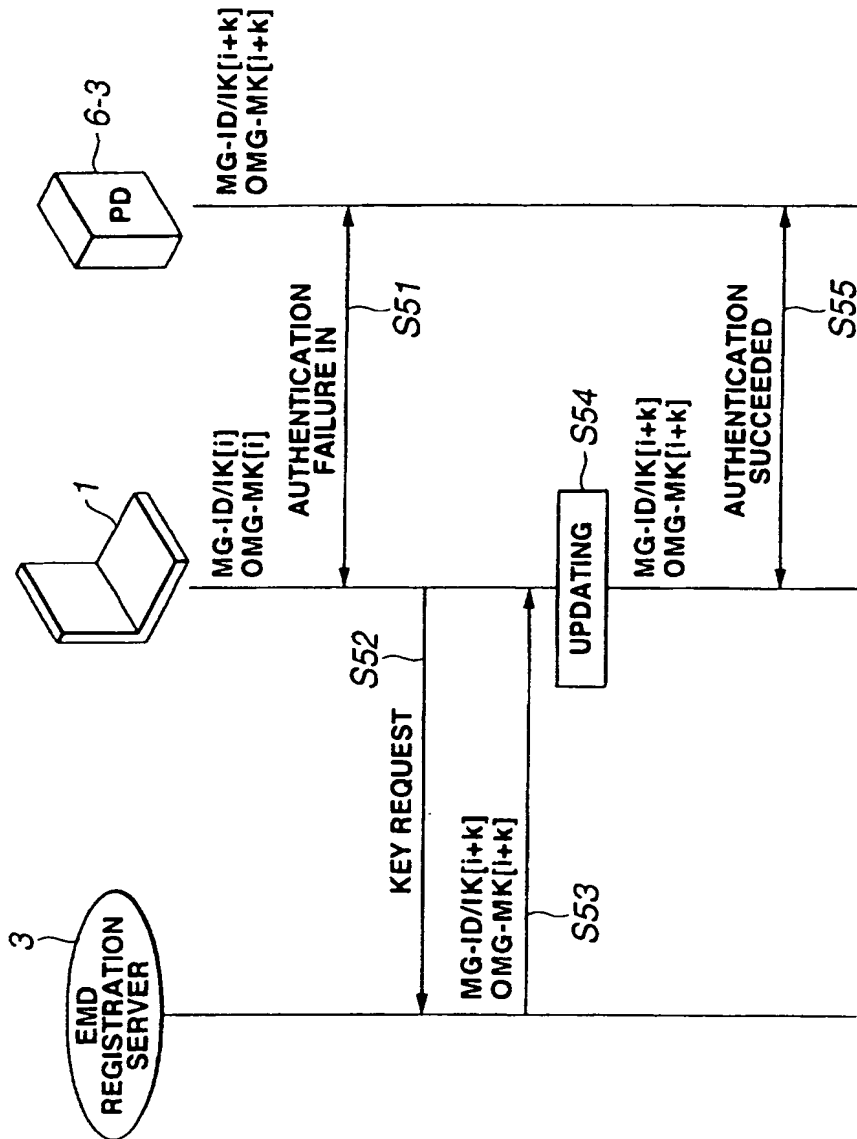 3
EMD
REGISTRATION
SERVER
1
6-3
PD
MG-ID/IK[i]
OMG-MK[i]
MG-ID/IK[i+k]
OMG-MK[i+k]
AUTHENTICATION
FAILURE IN
S51
S52
KEY REQUEST
MG-ID/IK[i+k]
OMG-MK[i+k]
S53
UPDATING
S54
MG-ID/IK[i+k]
OMG-MK[i+k]
AUTHENTICATION
SUCCEEDED
S55